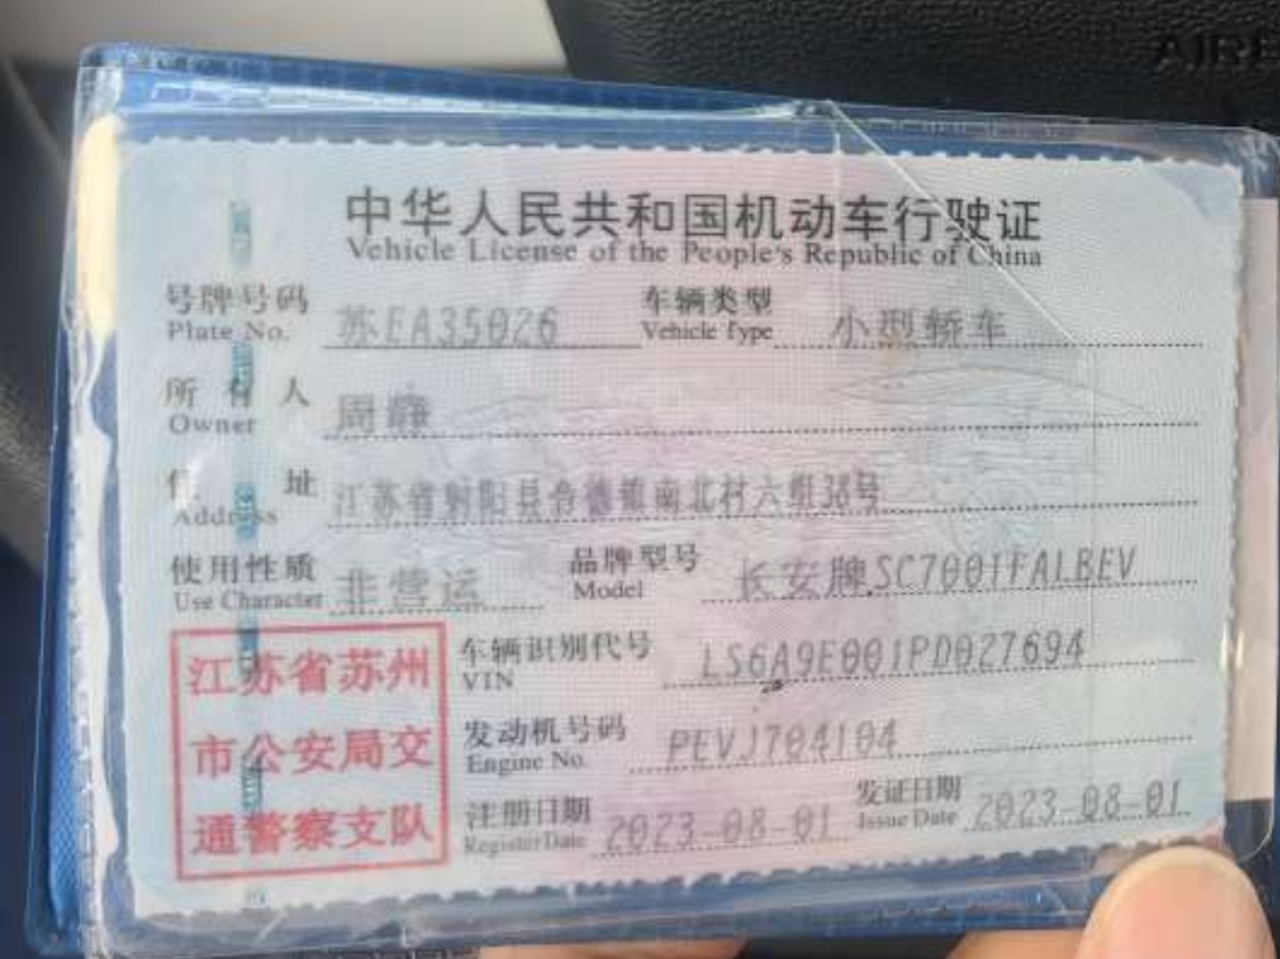 中华人民共和国机动车行驶证
Vehicle License of the People's Republic of China
号牌号码 苏EA35026 车辆类型 小型轿车
Plate No. Vehicle Type
所有人 周静
Owner
住址 江苏省射阳县合德镇南北村六组38号
Address
使用性质 非营运 品牌型号 长安牌SC7001FALBEV
Use Character Model
江苏省苏州
市公安局交
通警察支队
车辆识别代号 LS6A9E001PD027694
VIN
发动机号码 PEVJ704104
Engine No.
注册日期 2023-08-01 发证日期 2023-08-01
Register Date Issue Date